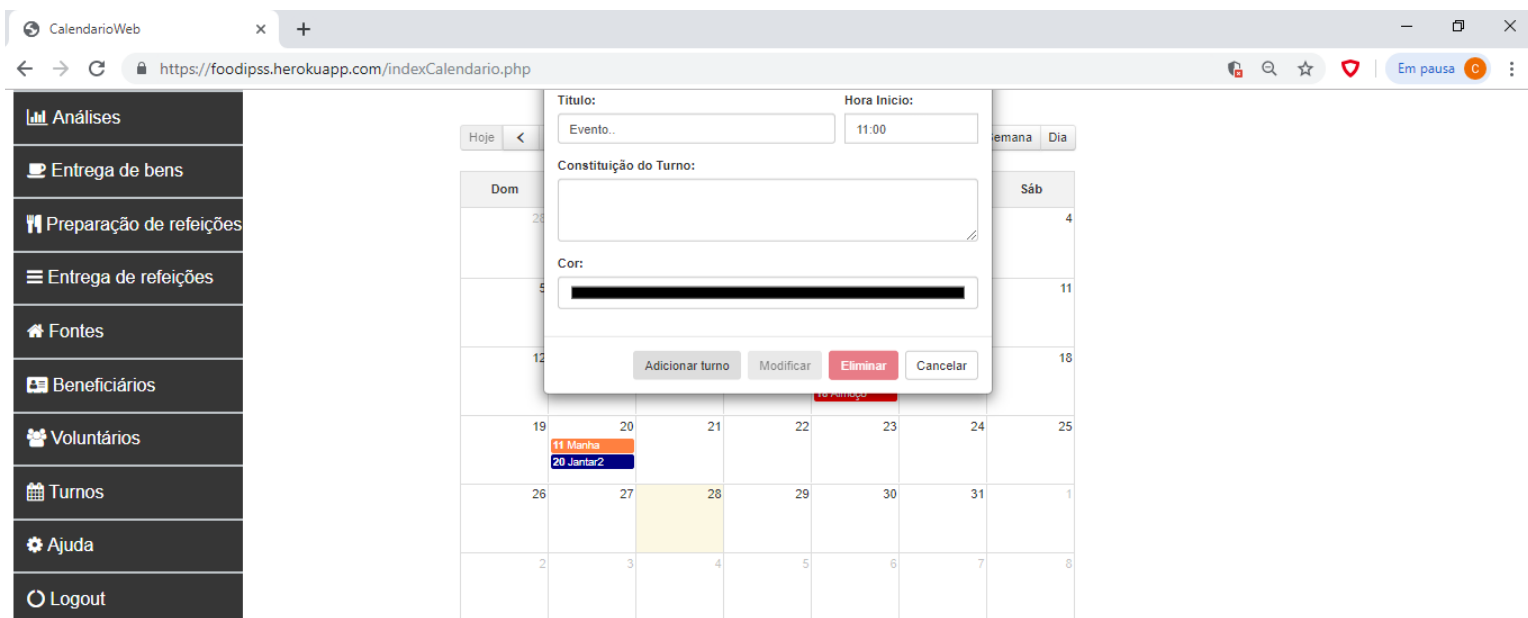 CalendarioWeb
https://foodipss.herokuapp.com/indexCalendario.php
Em pausa C
Análises
Entrega de bens
Preparação de refeições
Entrega de refeições
Fontes
Beneficiários
Voluntários
Turnos
Ajuda
Logout
Titulo: Hora Inicio:
Evento.. 11:00
Constituição do Turno:
Cor:
Adicionar turno Modificar Eliminar Cancelar
Hoje Dia
Dom Sáb
4
11
12 18
19 20 21 22 23 24 25
11 Manha
20 Jantar2
26 27 28 29 30 31 1
2 3 4 5 6 7 8